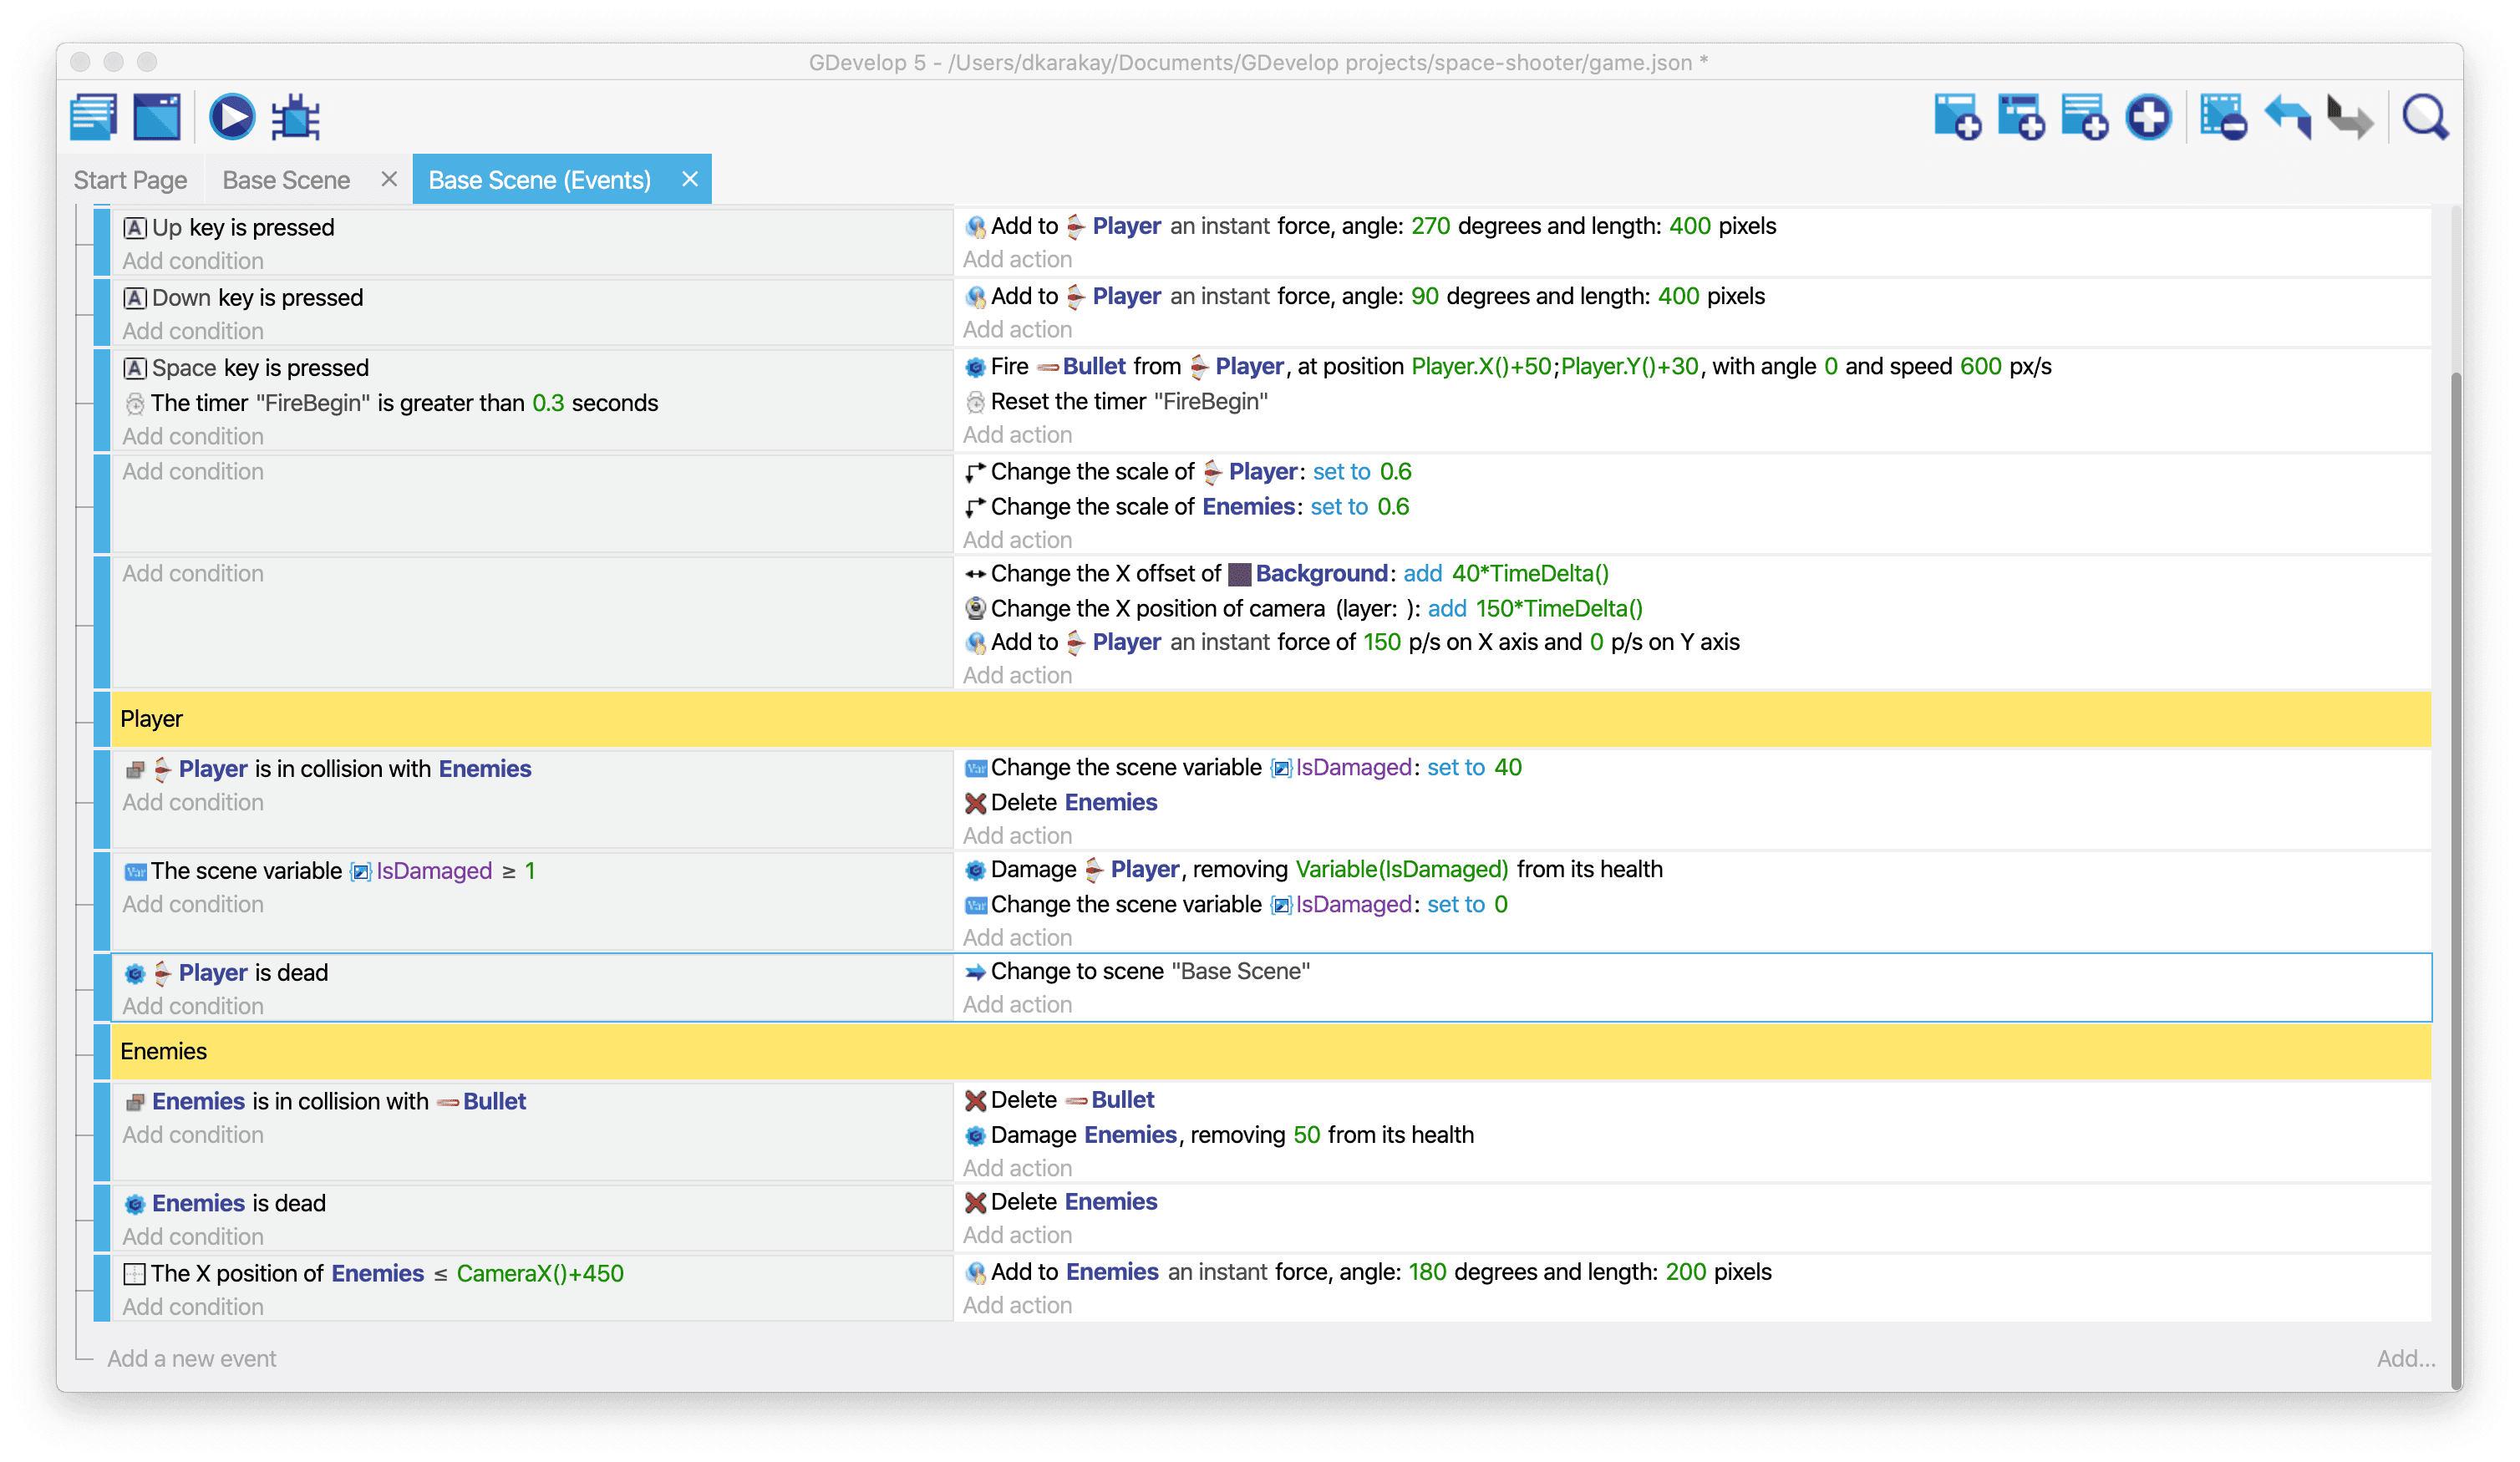 GDevelop 5 - /Users/dkarakay/Documents/GDevelop projects/space-shooter/game.json *
Start Page
Base Scene
Base Scene (Events)
A Up key is pressed
Add condition
Add to Player an instant force, angle: 270 degrees and length: 400 pixels
Add action
A Down key is pressed
Add condition
Add to Player an instant force, angle: 90 degrees and length: 400 pixels
Add action
A Space key is pressed
The timer "FireBegin" is greater than 0.3 seconds
Add condition
Fire Bullet from Player, at position Player.X()+50;Player.Y()+30, with angle 0 and speed 600 px/s
Reset the timer "FireBegin"
Add action
Add condition
Change the scale of Player: set to 0.6
Change the scale of Enemies: set to 0.6
Add action
Add condition
Change the X offset of Background: add 40*TimeDelta()
Change the X position of camera (layer: ): add 150*TimeDelta()
Add to Player an instant force of 150 p/s on X axis and 0 p/s on Y axis
Add action
Player
Player is in collision with Enemies
Add condition
Var Change the scene variable IsDamaged: set to 40
Delete Enemies
Add action
Var The scene variable IsDamaged ≥ 1
Add condition
Damage Player, removing Variable(IsDamaged) from its health
Var Change the scene variable IsDamaged: set to 0
Add action
Player is dead
Add condition
Change to scene "Base Scene"
Add action
Enemies
Enemies is in collision with Bullet
Add condition
Delete Bullet
Damage Enemies, removing 50 from its health
Add action
Enemies is dead
Add condition
Delete Enemies
Add action
The X position of Enemies ≤ CameraX()+450
Add condition
Add to Enemies an instant force, angle: 180 degrees and length: 200 pixels
Add action
Add a new event
Add...